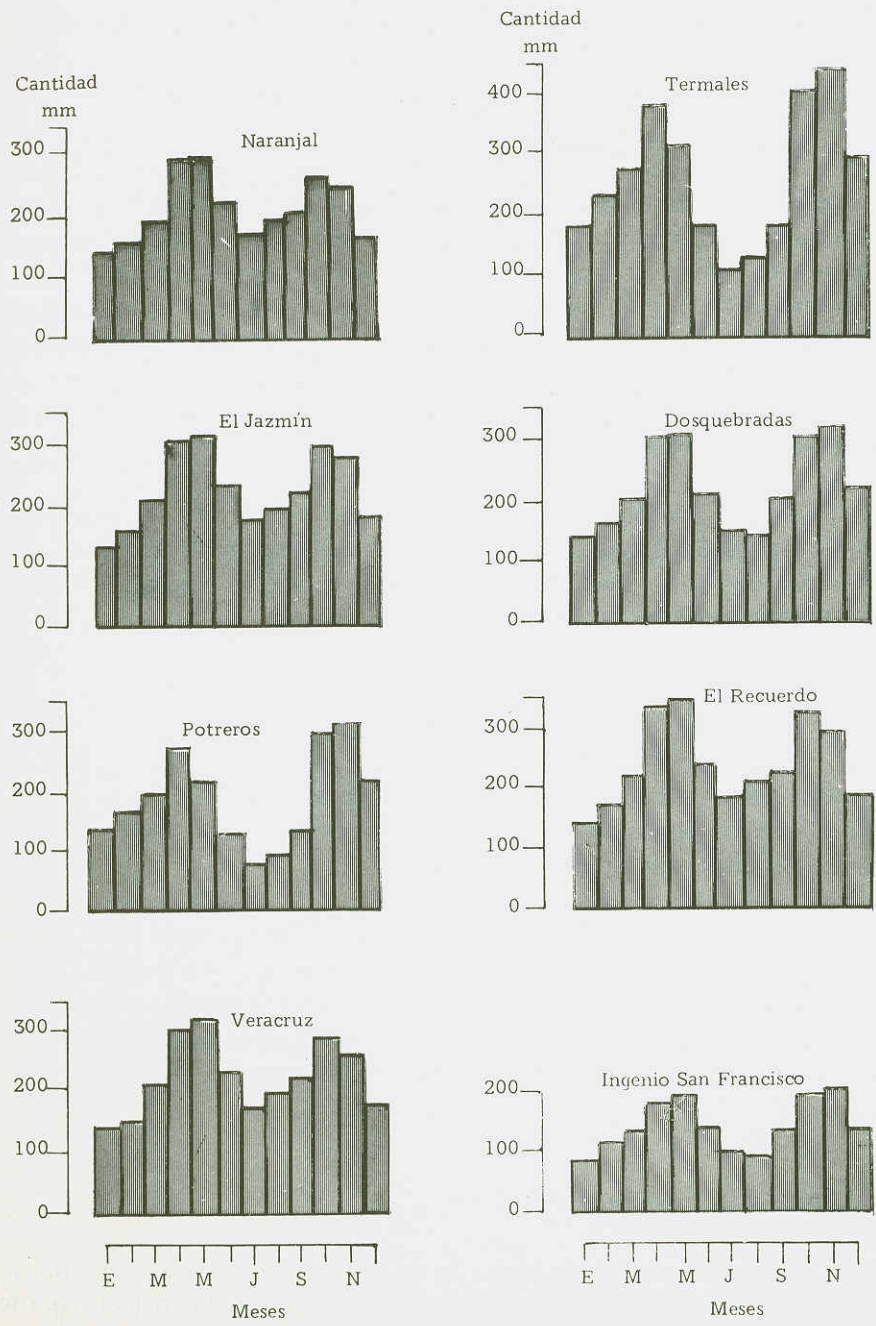 Cantidad
mm
Naranjal
300
200
100
0
Cantidad
mm
Termales
400
300
200
100
0
El Jazmín
300
200
100
0
Dosquebradas
300
200
100
0
Potreros
300
200
100
0
El Recuerdo
300
200
100
0
Veracruz
300
200
100
0
E M M J S N
Meses
Ingenio San Francisco
200
100
0
E M M J S N
Meses